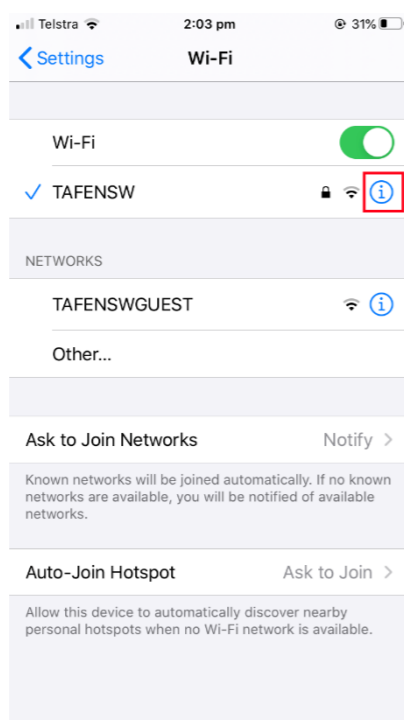 Telstra 2:03 pm 31%
Settings Wi-Fi
Wi-Fi
TAFENSW
NETWORKS
TAFENSWGUEST
Other...
Ask to Join Networks Notify
Known networks will be joined automatically. If no known
networks are available, you will be notified of available
networks.
Auto-Join Hotspot Ask to Join
Allow this device to automatically discover nearby
personal hotspots when no Wi-Fi network is available.